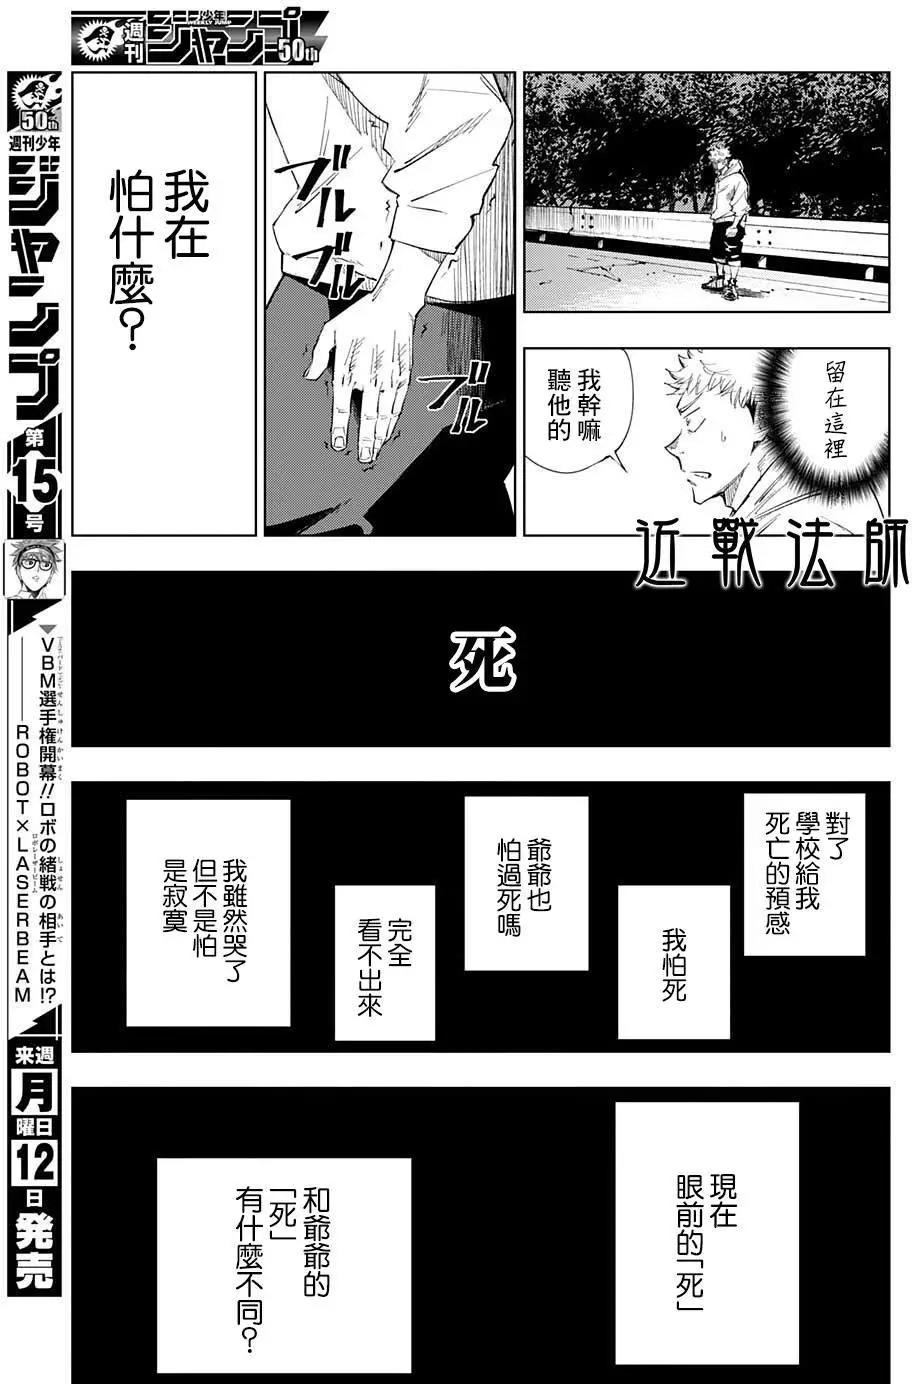 週刊
少年
WEEKLY JUMP
ジャンプ
50th
留在這裡
我幹嘛
聽他的
ブル
ブル
我在
怕什麼？
近戰法師
死
對了
學校給我
死亡的預感
我怕死
爺爺也
怕過死嗎
完全
看不出來
我雖然哭了
但不是怕
是寂寞
現在
眼前的「死」
和爺爺的
「死」
有什麼不同？
50th
週刊少年
ジャンプ
第
15
号
VBM選手権開幕!!ロボの緒戦の相手とは!?
――ROBOT×LASERBEAM
来週
月
曜日
12
日
発売